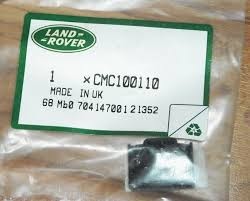 LAND-
ROVER
1 ×CMC100110
MADE IN UK
68 Mb0 704147001 21352